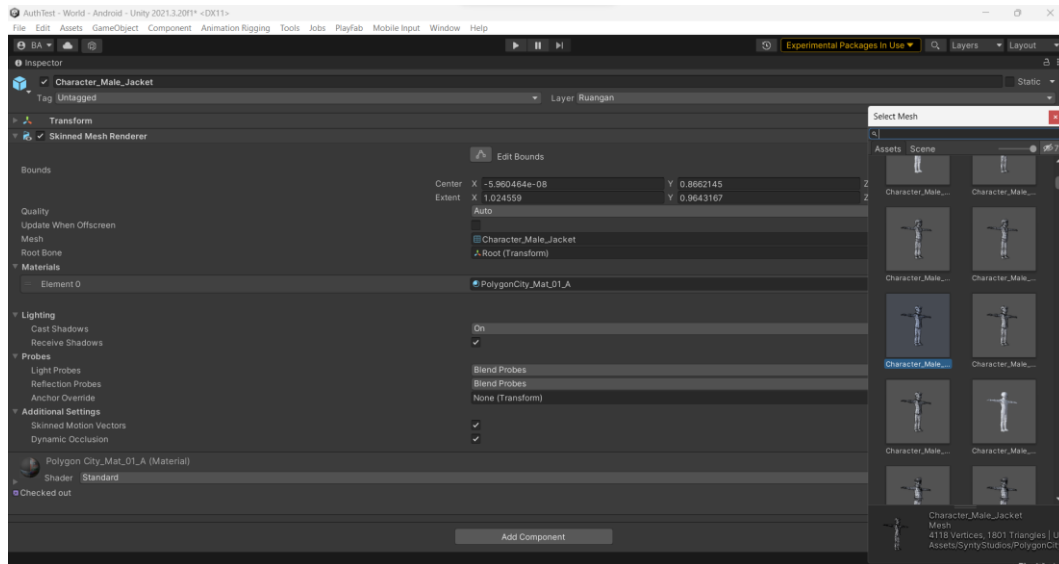 AuthTest - World - Android - Unity 2021.3.20f1* <DX11>
File Edit Assets GameObject Component Animation Rigging Tools Jobs PlayFab Mobile Input Window Help
BA Experimental Packages In Use Layers Layout
Inspector
Character_Male_Jacket Static
Tag Untagged Layer Ruangan
Transform
Skinned Mesh Renderer
Edit Bounds
Bounds
Center X -5.960464e-08 Y 0.8662145 Z
Extent X 1.024559 Y 0.9643167 Z
Quality Auto
Update When Offscreen
Mesh Character_Male_Jacket
Root Bone Root (Transform)
Materials
Element 0 PolygonCity_Mat_01_A
Lighting
Cast Shadows On
Receive Shadows
Probes
Light Probes Blend Probes
Reflection Probes Blend Probes
Anchor Override None (Transform)
Additional Settings
Skinned Motion Vectors
Dynamic Occlusion
Polygon City_Mat_01_A (Material)
Shader Standard
Checked out
Add Component
Select Mesh
Assets Scene
Character_Male_... Character_Male_...
Character_Male_... Character_Male_...
Character_Male_... Character_Male_...
Character_Male_... Character_Male_...
Character_Male_Jacket
Mesh
4118 Vertices, 1801 Triangles | U
Assets/SyntyStudios/PolygonCit